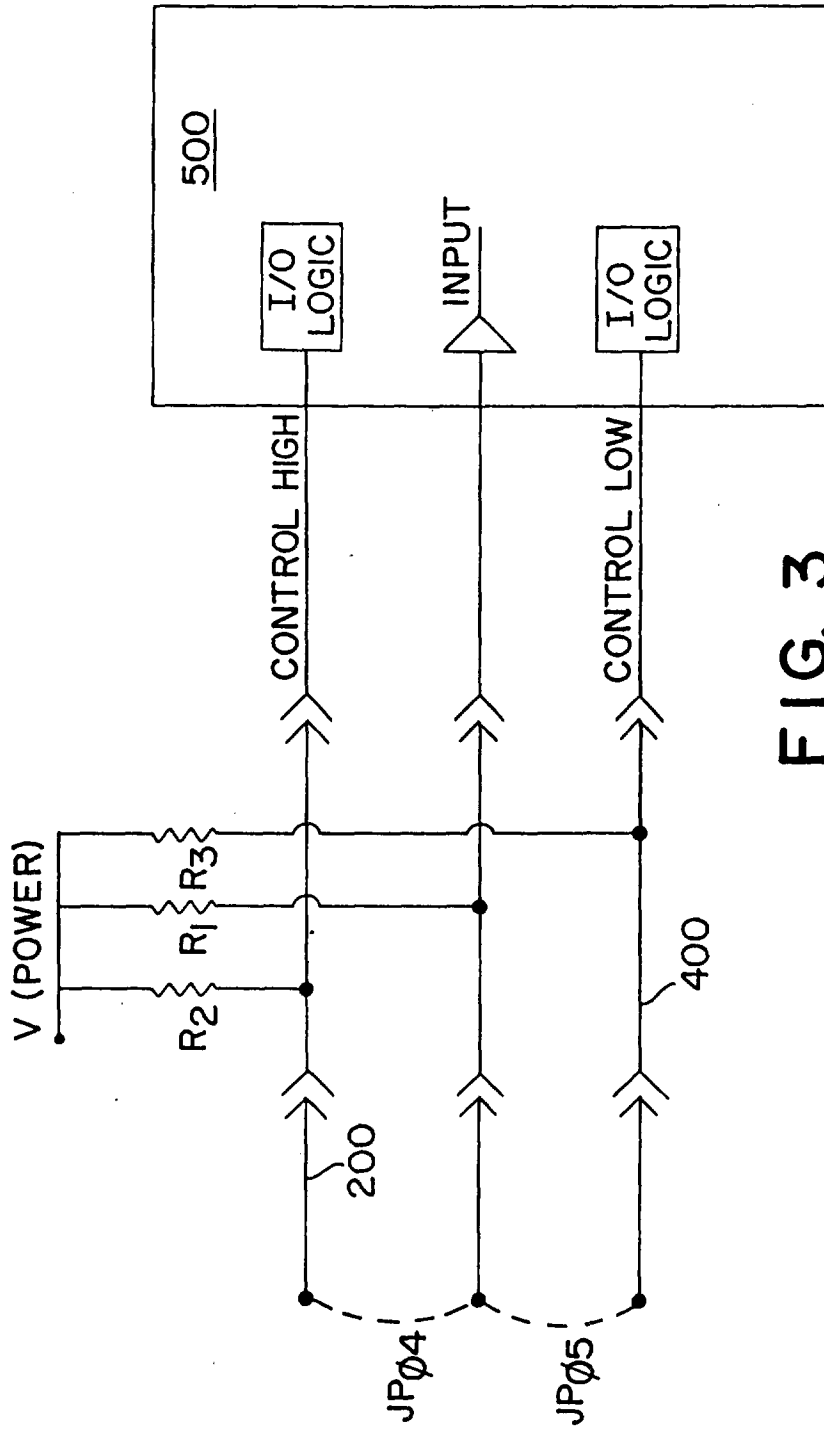 V (POWER)
R2
R1
R3
200
400
JPØ4
JPØ5
CONTROL HIGH
CONTROL LOW
500
I/O
LOGIC
INPUT
I/O
LOGIC
FIG. 3